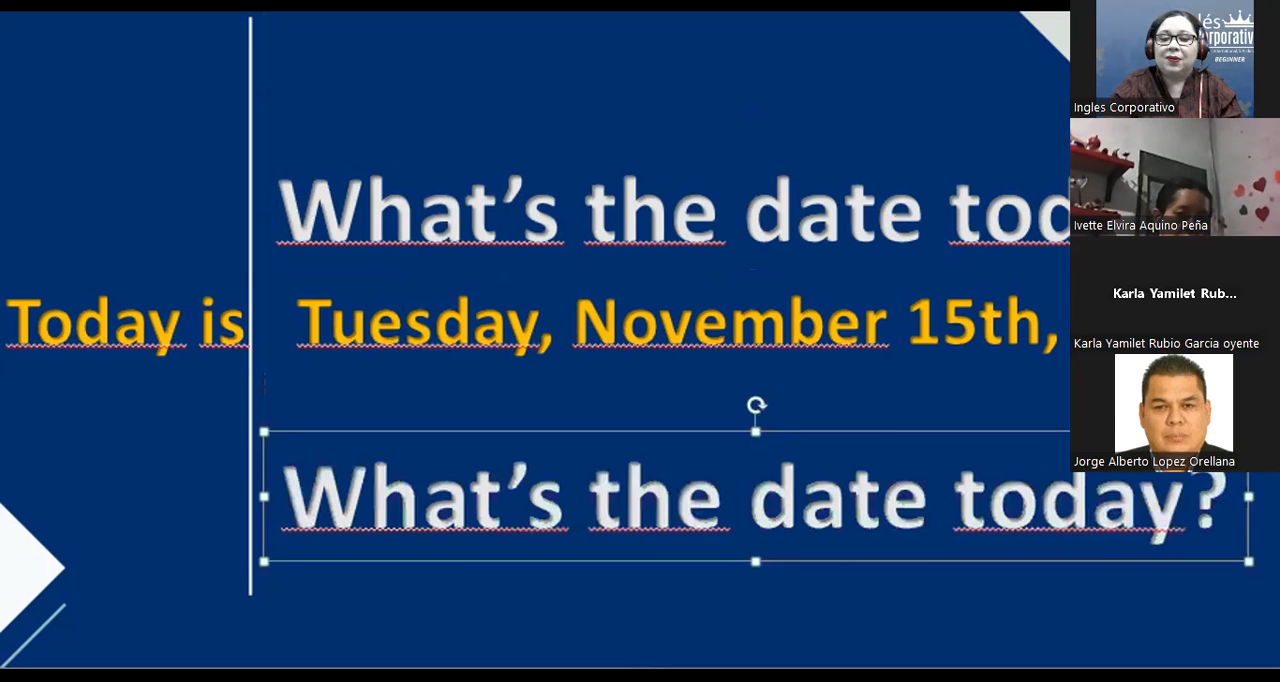 What's the date tod
Today is Tuesday, November 15th,
What's the date today?
BEGINNER
Ingles Corporativo
Ivette Elvira Aquino Peña
Karla Yamilet Rub...
Karla Yamilet Rubio Garcia oyente
Jorge Alberto Lopez Orellana